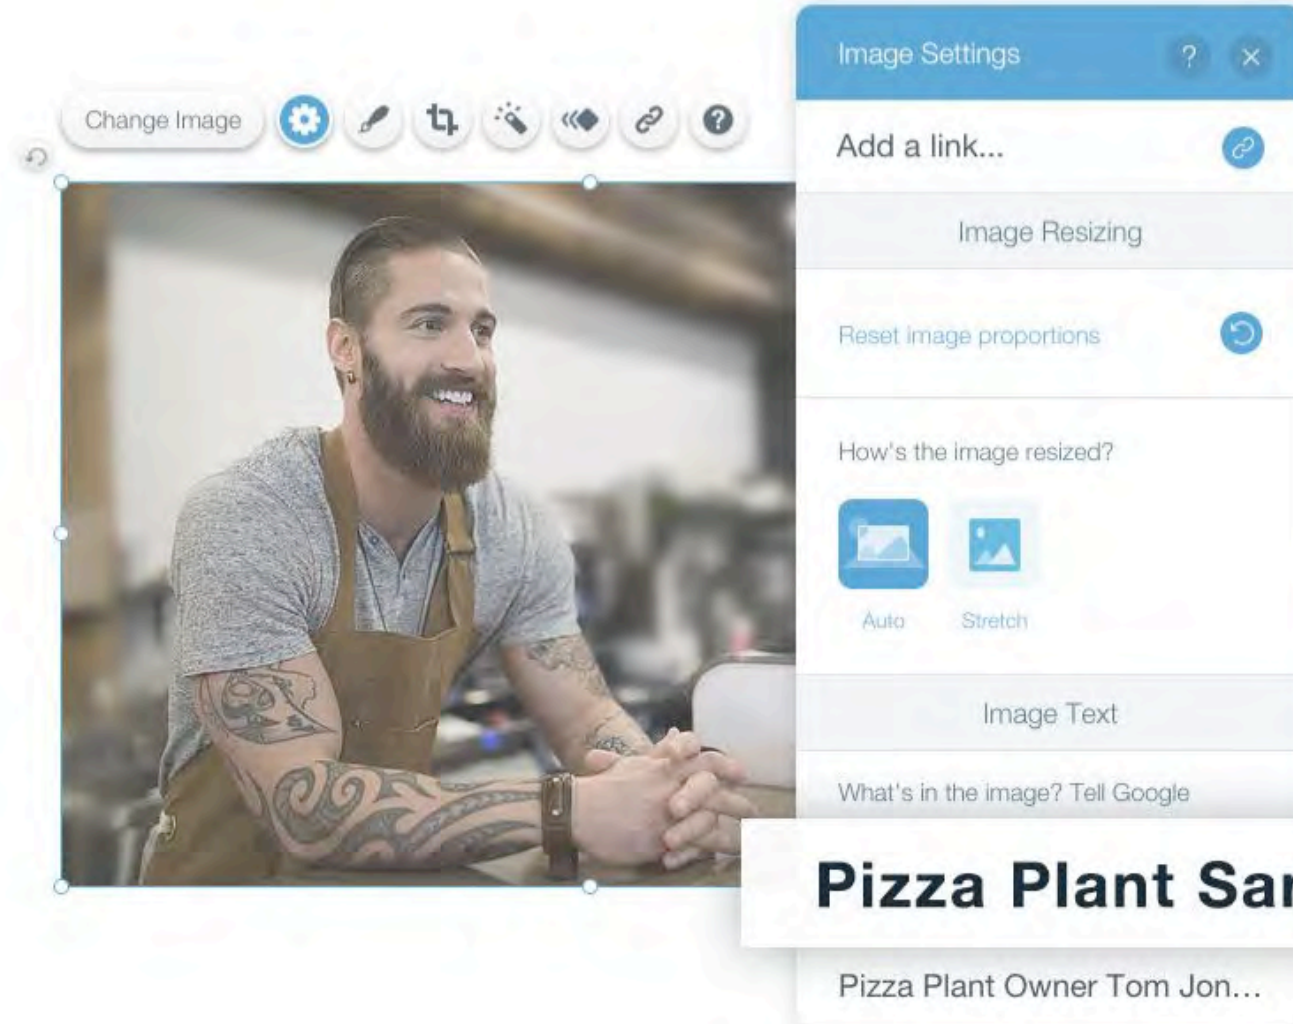 Image Settings
?
Change Image
?
Add a link...
Image Resizing
Reset image proportions
How's the image resized?
Auto
Stretch
Image Text
What's in the image? Tell Google
Pizza Plant Sa
Pizza Plant Owner Tom Jon...